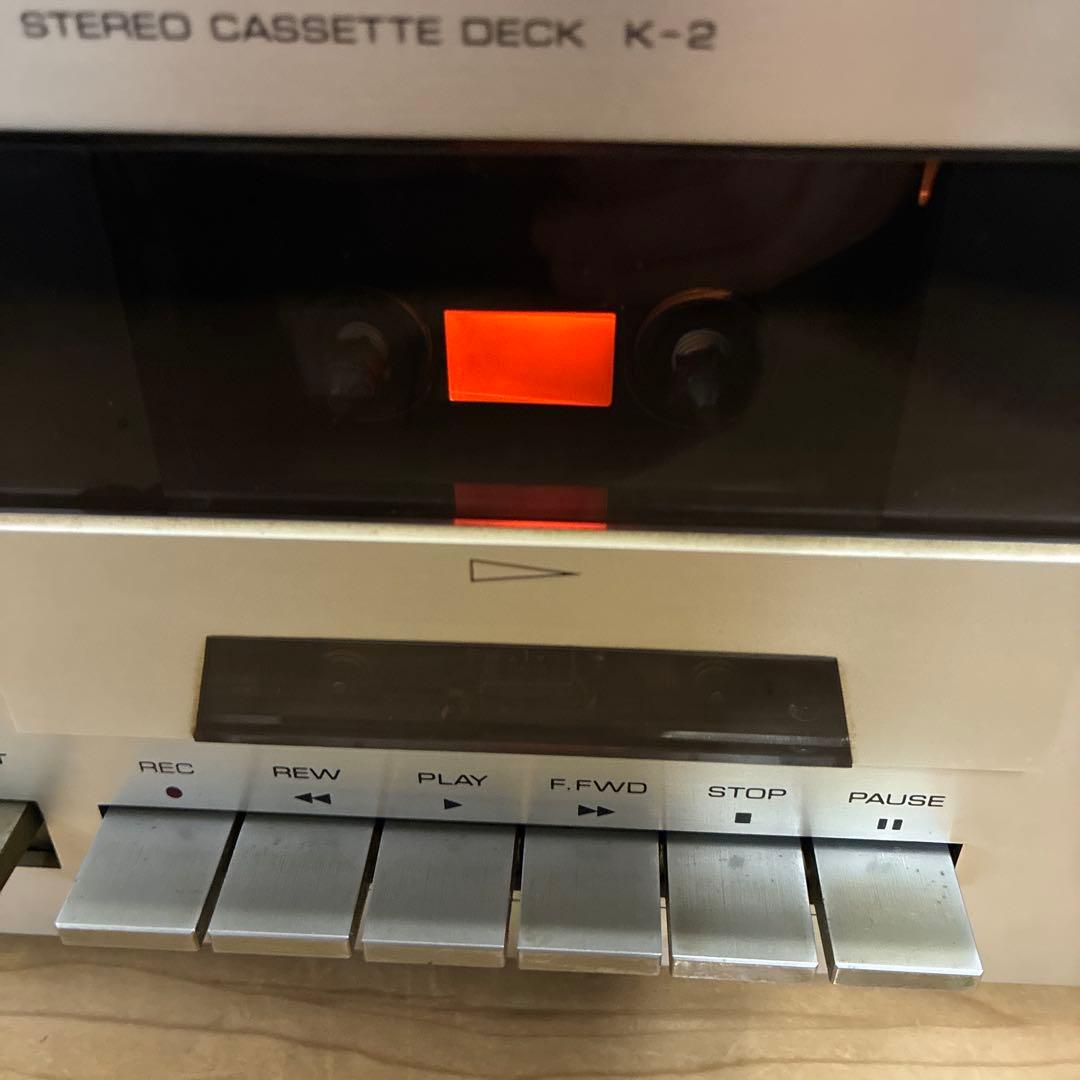 STEREO CASSETTE DECK K-2
REC
REW
PLAY
F.FWD
STOP
PAUSE